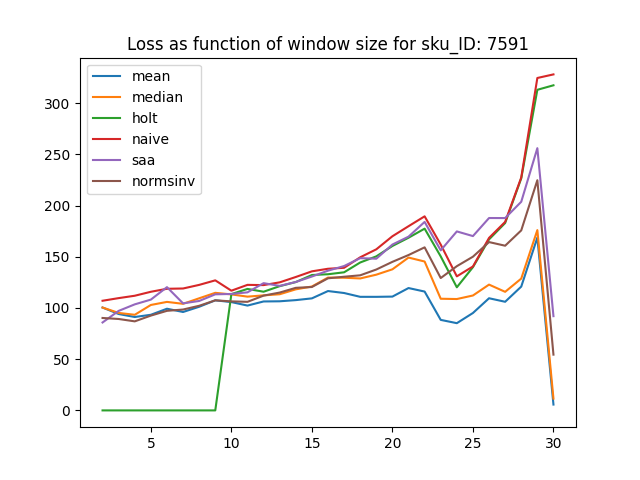 Loss as function of window size for sku_ID: 7591
mean
median
holt
naive
saa
normsinv
300
250
200
150
100
50
0
5 10 15 20 25 30